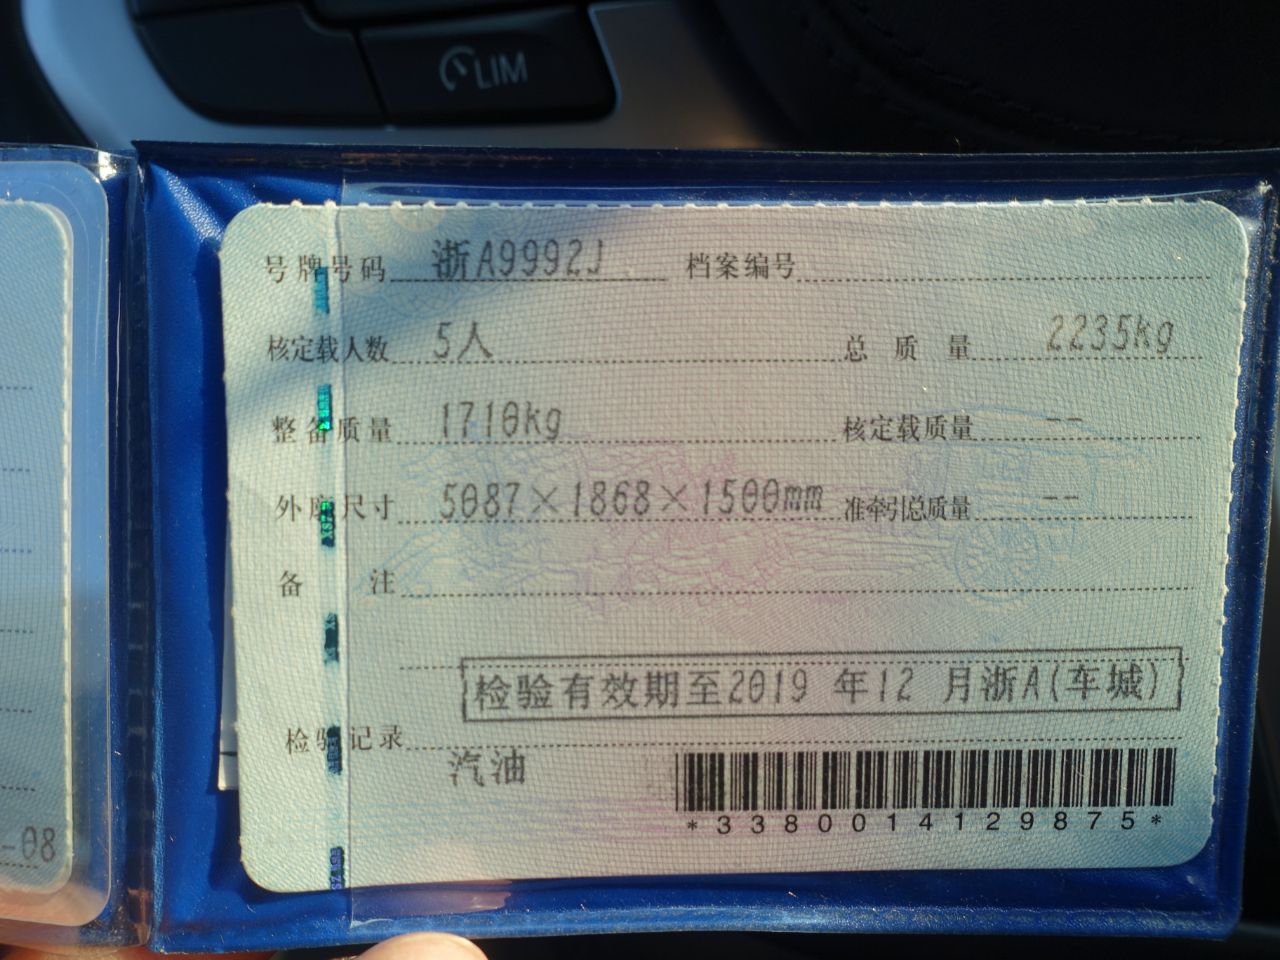 LIM
号牌号码 浙A9992J 档案编号
核定载人数 5人 总质量 2235kg
整备质量 1710kg 核定载质量 --
外廓尺寸 5087×1868×1500mm 准牵引总质量 --
备注
检验有效期至2019 年12 月浙A(车城)
检验记录
汽油
*3380014129875*
-08